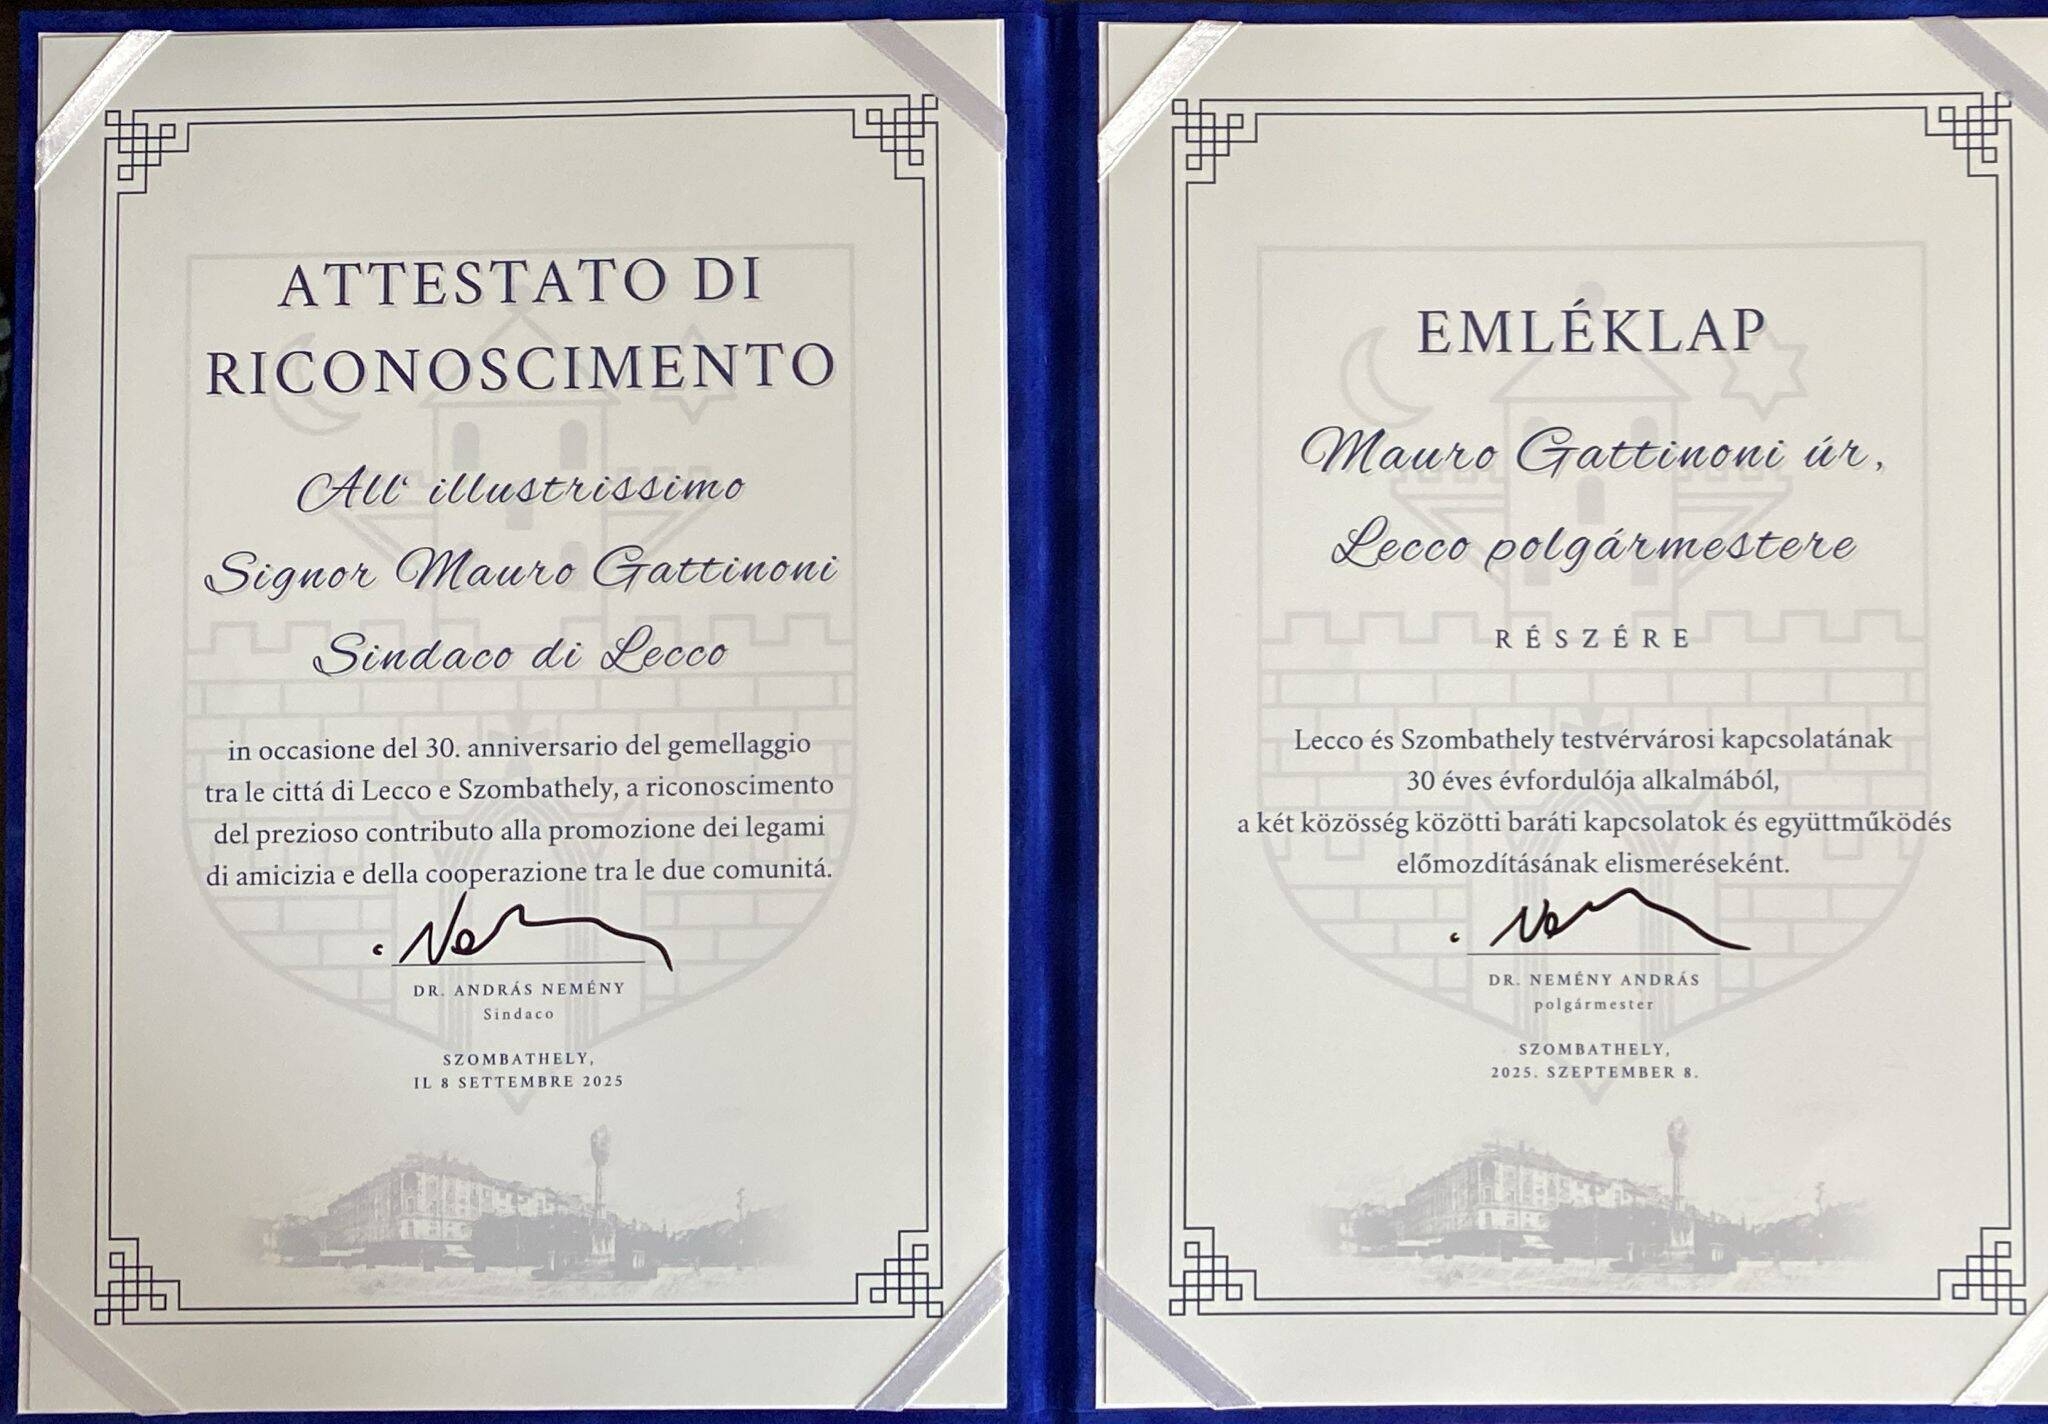 ATTESTATO DI
RICONOSCIMENTO
All' illustrissimo
Signor Mauro Gattinoni
Sindaco di Lecco
in occasione del 30. anniversario del gemellaggio
tra le cittá di Lecco e Szombathely, a riconoscimento
del prezioso contributo alla promozione dei legami
di amicizia e della cooperazione tra le due comunitá.
DR. ANDRÁS NEMÉNY
Sindaco
SZOMBATHELY,
IL 8 SETTEMBRE 2025
EMLÉKLAP
Mauro Gattinoni úr,
Lecco polgármestere
RÉSZÉRE
Lecco és Szombathely testvérvárosi kapcsolatának
30 éves évfordulója alkalmából,
a két közösség közötti baráti kapcsolatok és együttműködés
előmozdításának elismeréseként.
DR. NEMÉNY ANDRÁS
polgármester
SZOMBATHELY,
2025. SZEPTEMBER 8.